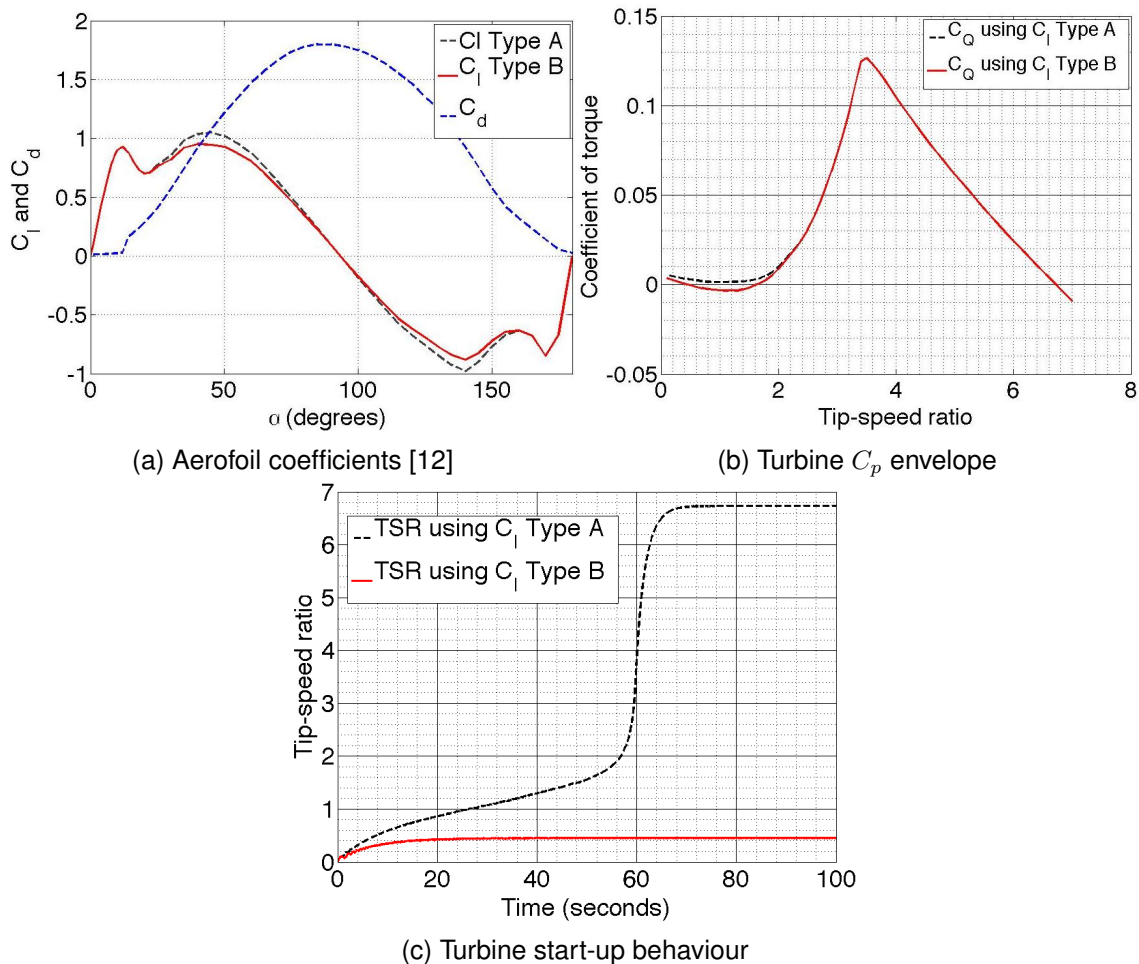 2
1.5
1
0.5
0
-0.5
-1
0 50 100 150
C_l and C_d
α (degrees)
Cl Type A
C_l Type B
C_d
(a) Aerofoil coefficients [12]
0.15
0.1
0.05
0
-0.05
0 2 4 6 8
Coefficient of torque
Tip-speed ratio
C_Q using C_l Type A
C_Q using C_l Type B
(b) Turbine C_p envelope
7
6
5
4
3
2
1
0
0 20 40 60 80 100
Tip-speed ratio
Time (seconds)
TSR using C_l Type A
TSR using C_l Type B
(c) Turbine start-up behaviour